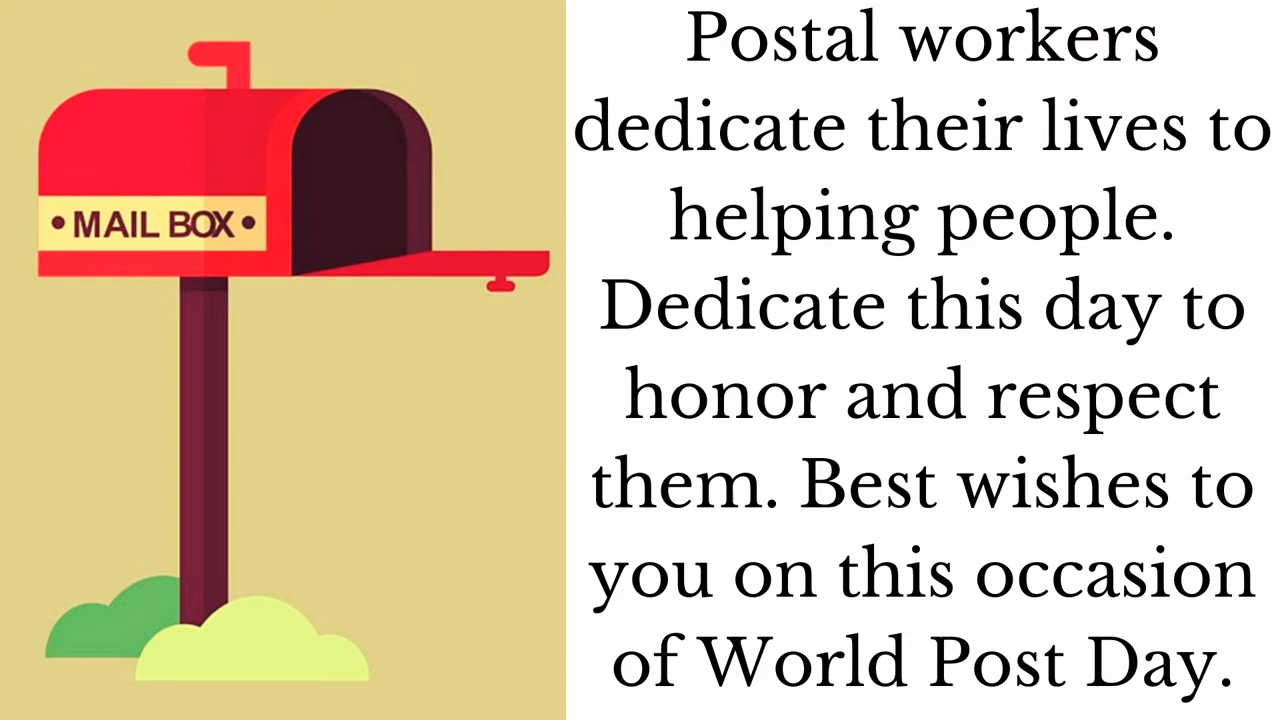 • MAIL BOX •
Postal workers
dedicate their lives to
helping people.
Dedicate this day to
honor and respect
them. Best wishes to
you on this occasion
of World Post Day.